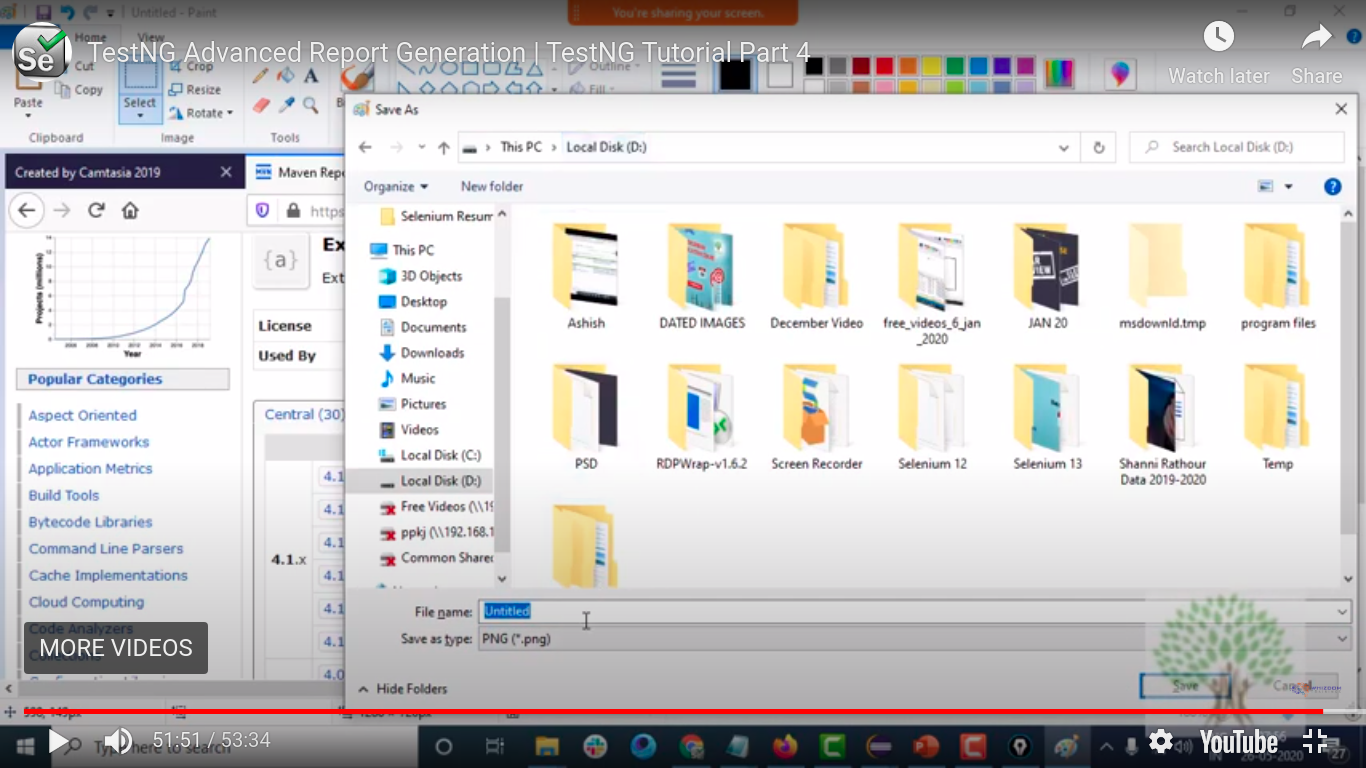 Untitled - Paint
You're sharing your screen.
Home
View
Se
TestNG Advanced Report Generation | TestNG Tutorial Part 4
Watch later
Share
Paste
Cut
Copy
Select
Crop
Resize
Rotate
A
Outline
Fill
Clipboard
Image
Tools
Save As
This PC
Local Disk (D:)
Search Local Disk (D:)
Organize
New folder
Created by Camtasia 2019
Maven Repo
https
Projects (millions)
Year
{a}
Ex
Ext
License
Used By
Popular Categories
Aspect Oriented
Actor Frameworks
Application Metrics
Build Tools
Bytecode Libraries
Command Line Parsers
Cache Implementations
Cloud Computing
Code Analyzers
Collections
Central (30)
4.1.x
4.1
4.1
4.1
4.1
4.1
4.1
4.0
Selenium Resum
This PC
3D Objects
Desktop
Documents
Downloads
Music
Pictures
Videos
Local Disk (C:)
Local Disk (D:)
Free Videos (\\19
ppkj (\\192.168.1
Common Shared
Ashish
DATED IMAGES
December Video
free_videos_6_jan
_2020
JAN 20
msdownld.tmp
program files
PSD
RDPWrap-v1.6.2
Screen Recorder
Selenium 12
Selenium 13
Shanni Rathour
Data 2019-2020
Temp
File name:
Untitled
Save as type:
PNG (*.png)
Hide Folders
Save
Cancel
MORE VIDEOS
51:51 / 53:34
Type here to search
YouTube
27